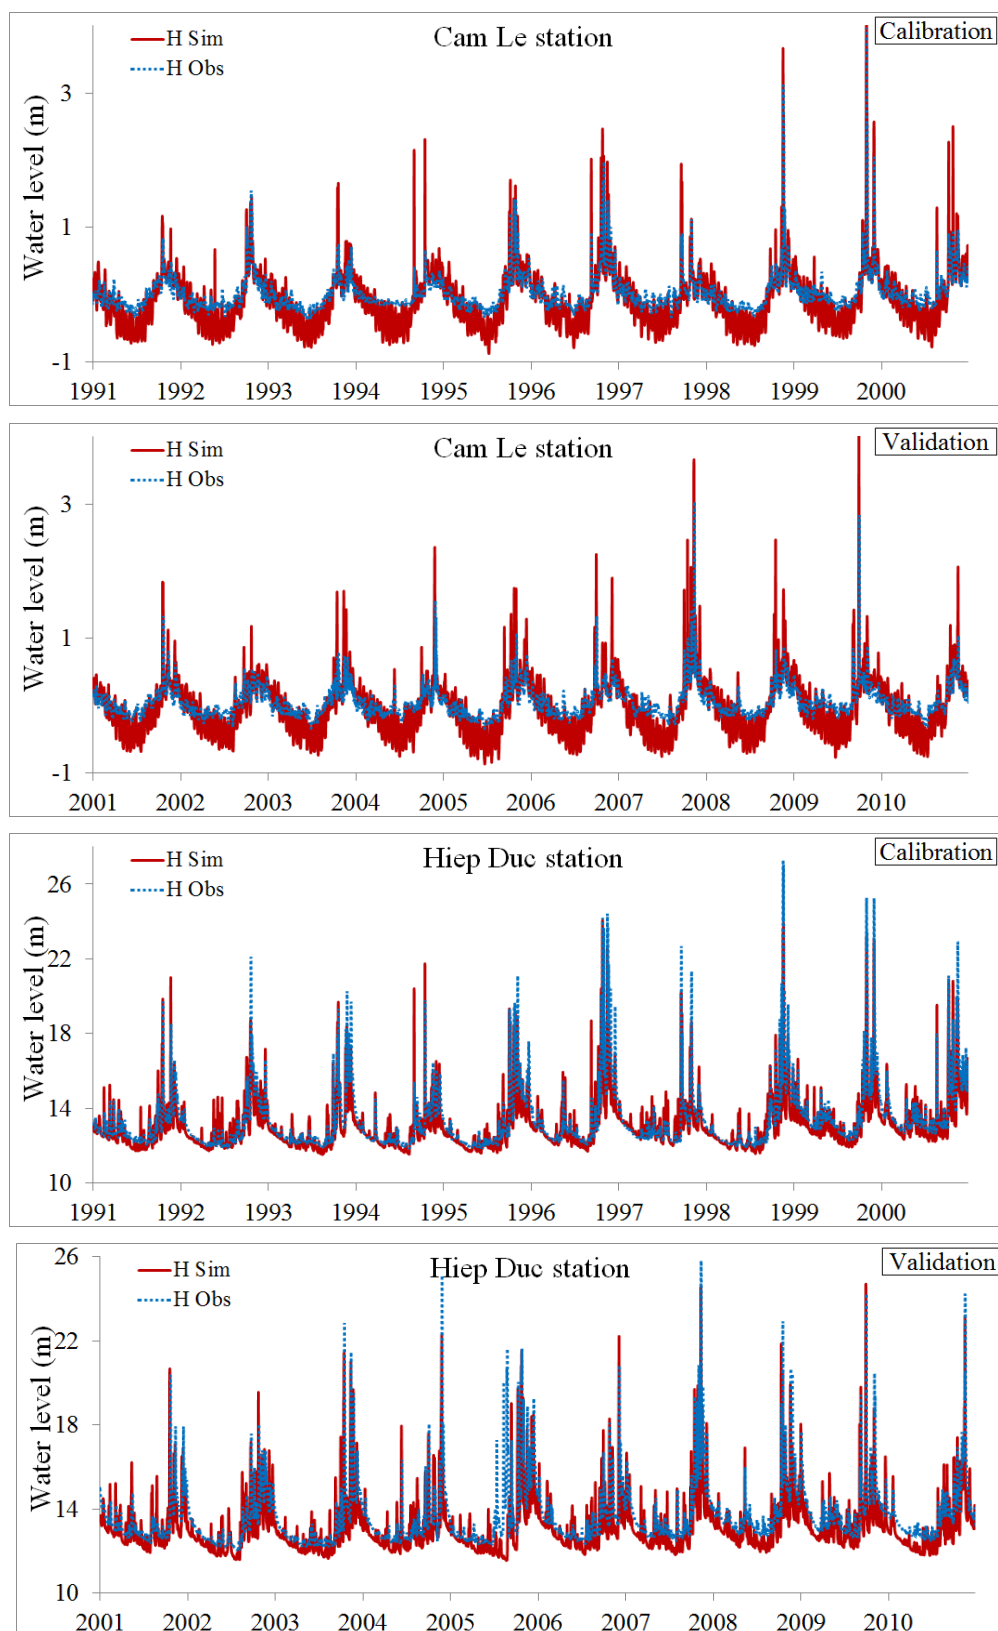 Cam Le station
Calibration
H Sim
H Obs
Water level (m)
3
1
-1
1991 1992 1993 1994 1995 1996 1997 1998 1999 2000
Cam Le station
Validation
H Sim
H Obs
Water level (m)
3
1
-1
2001 2002 2003 2004 2005 2006 2007 2008 2009 2010
Hiep Duc station
Calibration
H Sim
H Obs
Water level (m)
26
22
18
14
10
1991 1992 1993 1994 1995 1996 1997 1998 1999 2000
Hiep Duc station
Validation
H Sim
H Obs
Water level (m)
26
22
18
14
10
2001 2002 2003 2004 2005 2006 2007 2008 2009 2010